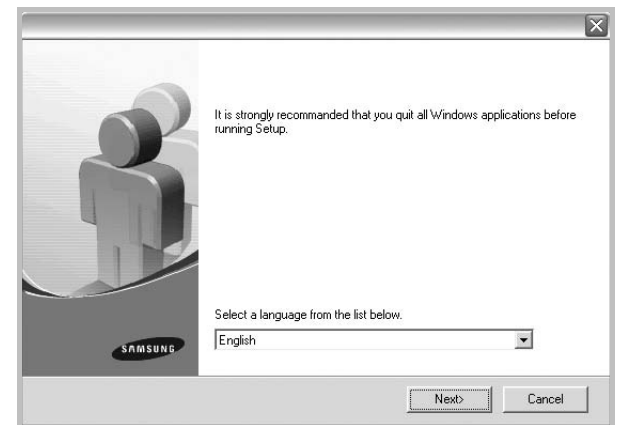 It is strongly recommanded that you quit all Windows applications before
running Setup.
Select a language from the list below.
English
SAMSUNG
Next>
Cancel